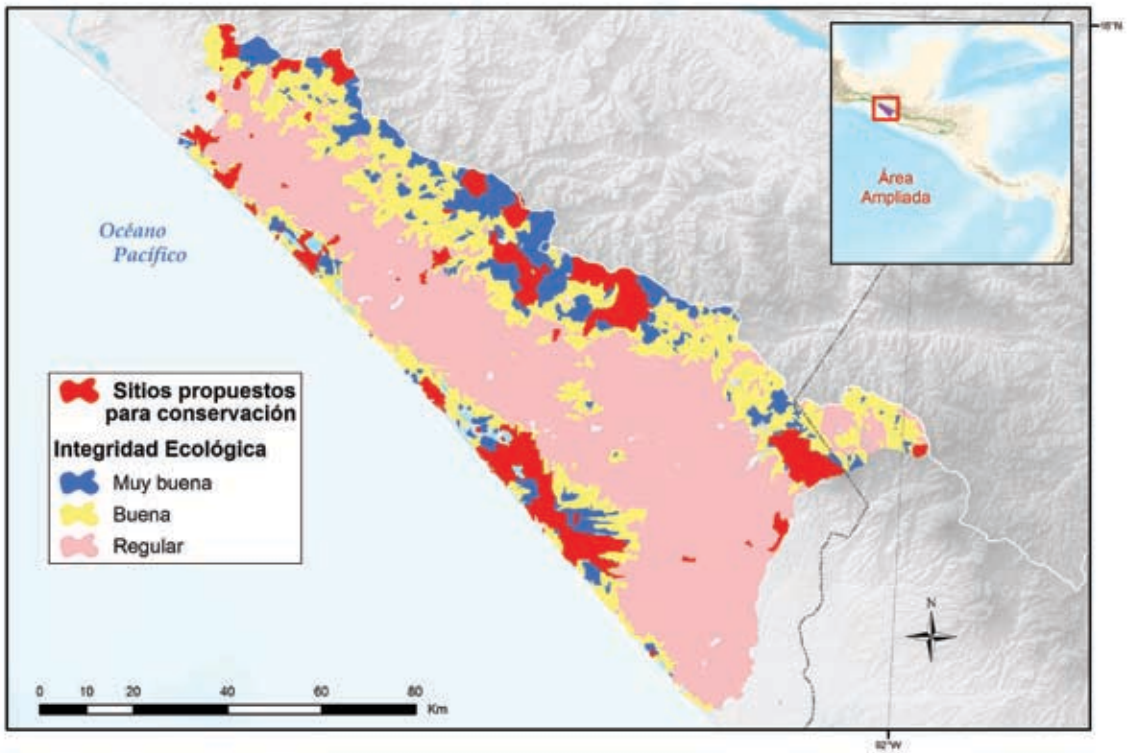 16°N
Área
Ampliada
Océano
Pacífico
Sitios propuestos
para conservación
Integridad Ecológica
Muy buena
Buena
Regular
N
0 10 20 40 60 80
Km
92°W